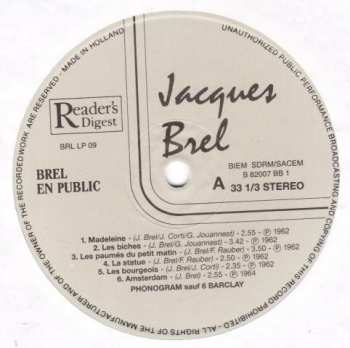 ALL RIGHTS OF THE MANUFACTURER AND OF THE OWNER OF THE RECORDED WORK ARE RESERVED - MADE IN HOLLAND
UNAUTHORIZED PUBLIC PERFORMANCE BROADCASTING AND COPYING OF THIS RECORD PROHIBITED -
Reader's
Digest
BRL LP 09
Jacques
Brel
BREL
EN PUBLIC
BIEM SDRM/SACEM
B 82007 BB 1
A 33 1/3 STEREO
1. Madeleine - (J. Brel/J. Corti/G. Jouannest) - 2.55 - ℗ 1962
2. Les biches - (J. Brel/G. Jouannest) - 3.42 - ℗ 1962
3. Les paumés du petit matin - (J. Brel/F. Rauber) - 3.50 - ℗ 1962
4. La statue - (J. Brel/F. Rauber) - 2.50 - ℗ 1962
5. Les bourgeois - (J. Brel/J. Corti) - 2.35 - ℗ 1962
6. Amsterdam - (J. Brel) - 2.55 - ℗ 1964
PHONOGRAM sauf 6 BARCLAY